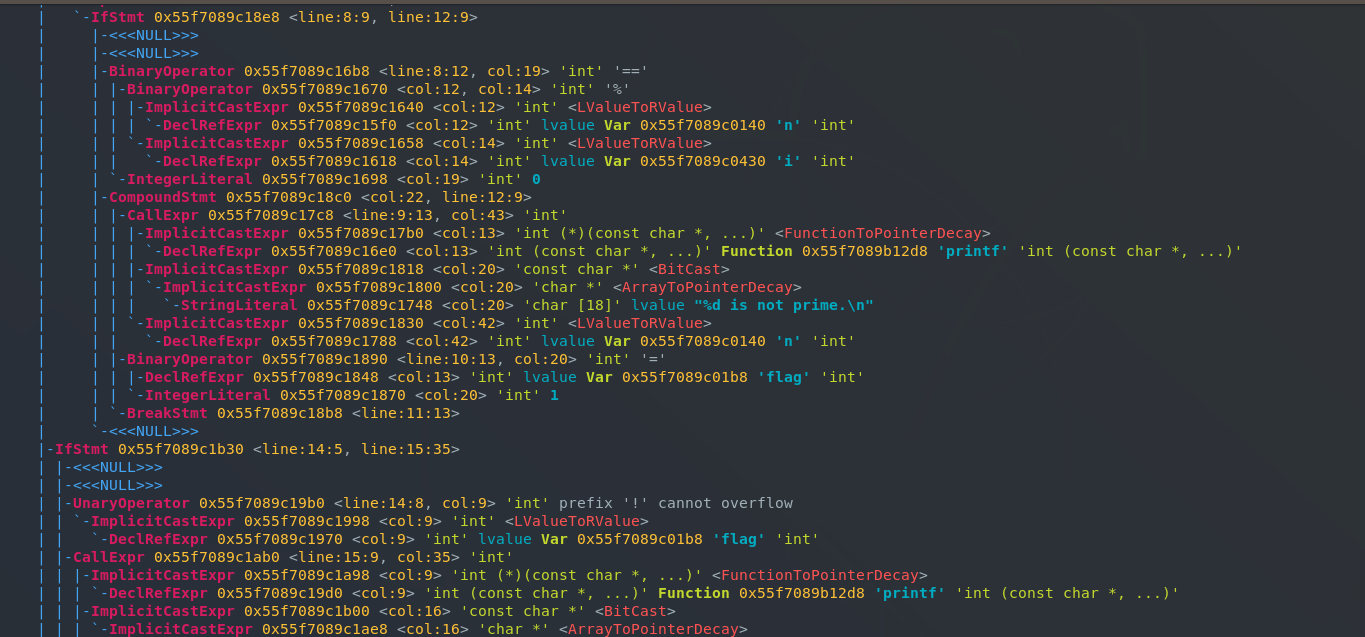 |   `-IfStmt 0x55f7089c18e8 <line:8:9, line:12:9>
|     |-<<<NULL>>>
|     |-<<<NULL>>>
|     |-BinaryOperator 0x55f7089c16b8 <line:8:12, col:19> 'int' '=='
|     | |-BinaryOperator 0x55f7089c1670 <col:12, col:14> 'int' '%'
|     | | |-ImplicitCastExpr 0x55f7089c1640 <col:12> 'int' <LValueToRValue>
|     | | | `-DeclRefExpr 0x55f7089c15f0 <col:12> 'int' lvalue Var 0x55f7089c0140 'n' 'int'
|     | | `-ImplicitCastExpr 0x55f7089c1658 <col:14> 'int' <LValueToRValue>
|     | |   `-DeclRefExpr 0x55f7089c1618 <col:14> 'int' lvalue Var 0x55f7089c0430 'i' 'int'
|     | `-IntegerLiteral 0x55f7089c1698 <col:19> 'int' 0
|     |-CompoundStmt 0x55f7089c18c0 <col:22, line:12:9>
|     | |-CallExpr 0x55f7089c17c8 <line:9:13, col:43> 'int'
|     | | |-ImplicitCastExpr 0x55f7089c17b0 <col:13> 'int (*)(const char *, ...)' <FunctionToPointerDecay>
|     | | | `-DeclRefExpr 0x55f7089c16e0 <col:13> 'int (const char *, ...)' Function 0x55f7089b12d8 'printf' 'int (const char *, ...)'
|     | | |-ImplicitCastExpr 0x55f7089c1818 <col:20> 'const char *' <BitCast>
|     | | | `-ImplicitCastExpr 0x55f7089c1800 <col:20> 'char *' <ArrayToPointerDecay>
|     | | |   `-StringLiteral 0x55f7089c1748 <col:20> 'char [18]' lvalue "%d is not prime.\n"
|     | | `-ImplicitCastExpr 0x55f7089c1830 <col:42> 'int' <LValueToRValue>
|     | |   `-DeclRefExpr 0x55f7089c1788 <col:42> 'int' lvalue Var 0x55f7089c0140 'n' 'int'
|     | |-BinaryOperator 0x55f7089c1890 <line:10:13, col:20> 'int' '='
|     | | |-DeclRefExpr 0x55f7089c1848 <col:13> 'int' lvalue Var 0x55f7089c01b8 'flag' 'int'
|     | | `-IntegerLiteral 0x55f7089c1870 <col:20> 'int' 1
|     | `-BreakStmt 0x55f7089c18b8 <line:11:13>
|     `-<<<NULL>>>
|-IfStmt 0x55f7089c1b30 <line:14:5, line:15:35>
| |-<<<NULL>>>
| |-<<<NULL>>>
| |-UnaryOperator 0x55f7089c19b0 <line:14:8, col:9> 'int' prefix '!' cannot overflow
| | `-ImplicitCastExpr 0x55f7089c1998 <col:9> 'int' <LValueToRValue>
| |   `-DeclRefExpr 0x55f7089c1970 <col:9> 'int' lvalue Var 0x55f7089c01b8 'flag' 'int'
| |-CallExpr 0x55f7089c1ab0 <line:15:9, col:35> 'int'
| | |-ImplicitCastExpr 0x55f7089c1a98 <col:9> 'int (*)(const char *, ...)' <FunctionToPointerDecay>
| | | `-DeclRefExpr 0x55f7089c19d0 <col:9> 'int (const char *, ...)' Function 0x55f7089b12d8 'printf' 'int (const char *, ...)'
| | |-ImplicitCastExpr 0x55f7089c1b00 <col:16> 'const char *' <BitCast>
| | | `-ImplicitCastExpr 0x55f7089c1ae8 <col:16> 'char *' <ArrayToPointerDecay>